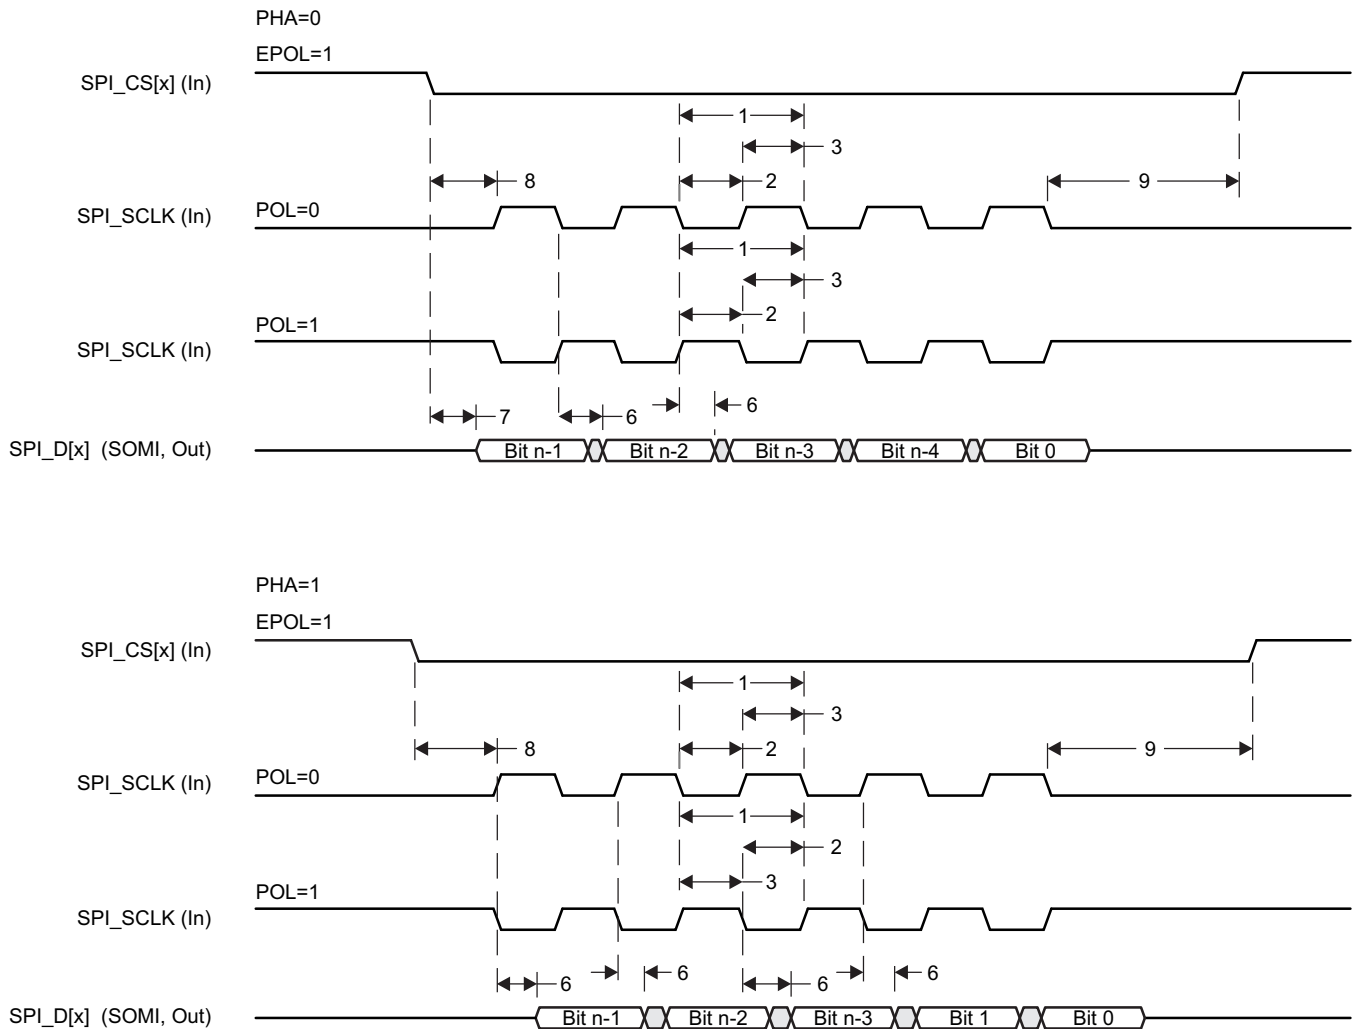 PHA=0
EPOL=1
SPI_CS[x] (In)
1
3
8
2
9
SPI_SCLK (In)
POL=0
1
3
2
POL=1
SPI_SCLK (In)
7
6
6
SPI_D[x] (SOMI, Out)
Bit n-1
Bit n-2
Bit n-3
Bit n-4
Bit 0
PHA=1
EPOL=1
SPI_CS[x] (In)
1
3
8
2
9
SPI_SCLK (In)
POL=0
1
2
3
POL=1
SPI_SCLK (In)
6
6
6
6
SPI_D[x] (SOMI, Out)
Bit n-1
Bit n-2
Bit n-3
Bit 1
Bit 0